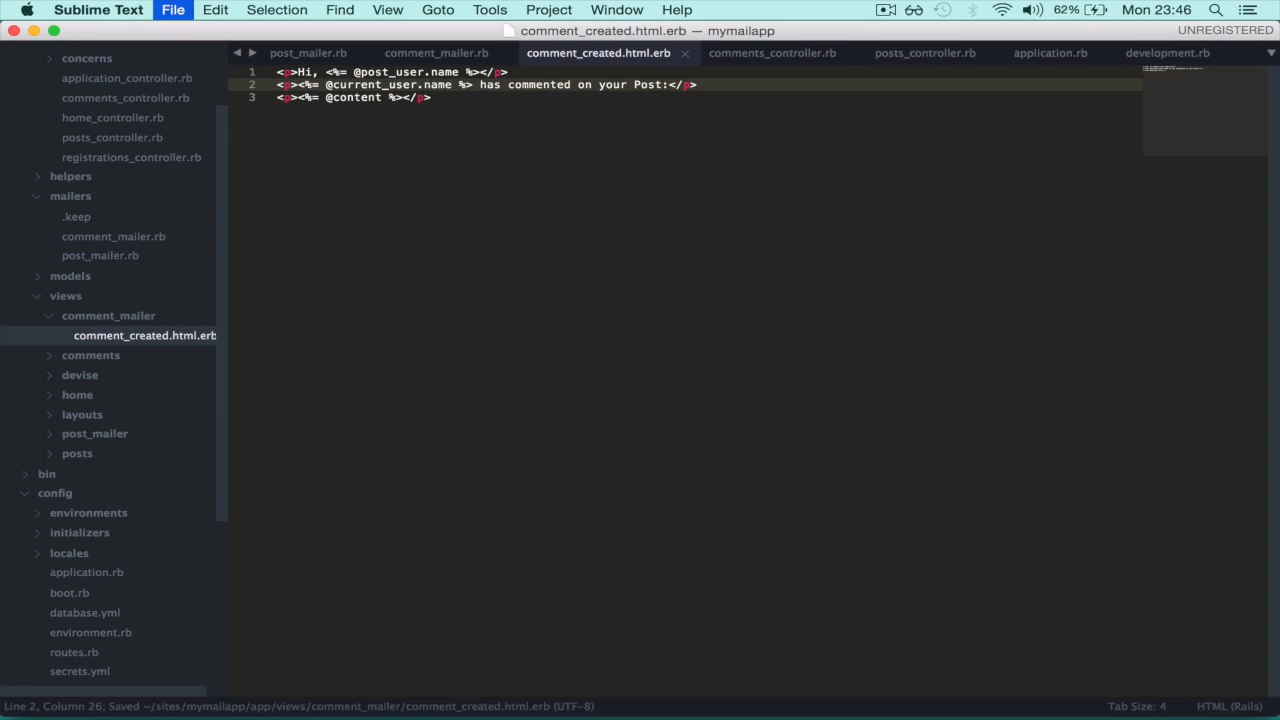 Sublime Text File Edit Selection Find View Goto Tools Project Window Help 62% Mon 23:46
comment_created.html.erb — mymailapp UNREGISTERED
post_mailer.rb comment_mailer.rb comment_created.html.erb comments_controller.rb posts_controller.rb application.rb development.rb
concerns
application_controller.rb
comments_controller.rb
home_controller.rb
posts_controller.rb
registrations_controller.rb
helpers
mailers
.keep
comment_mailer.rb
post_mailer.rb
models
views
comment_mailer
comment_created.html.erb
comments
devise
home
layouts
post_mailer
posts
bin
config
environments
initializers
locales
application.rb
boot.rb
database.yml
environment.rb
routes.rb
secrets.yml
1 <p>Hi, <%= @post_user.name %></p>
2 <p><%= @current_user.name %> has commented on your Post:</p>
3 <p><%= @content %></p>
Line 2, Column 26; Saved ~/sites/mymailapp/app/views/comment_mailer/comment_created.html.erb (UTF-8) Tab Size: 4 HTML (Rails)